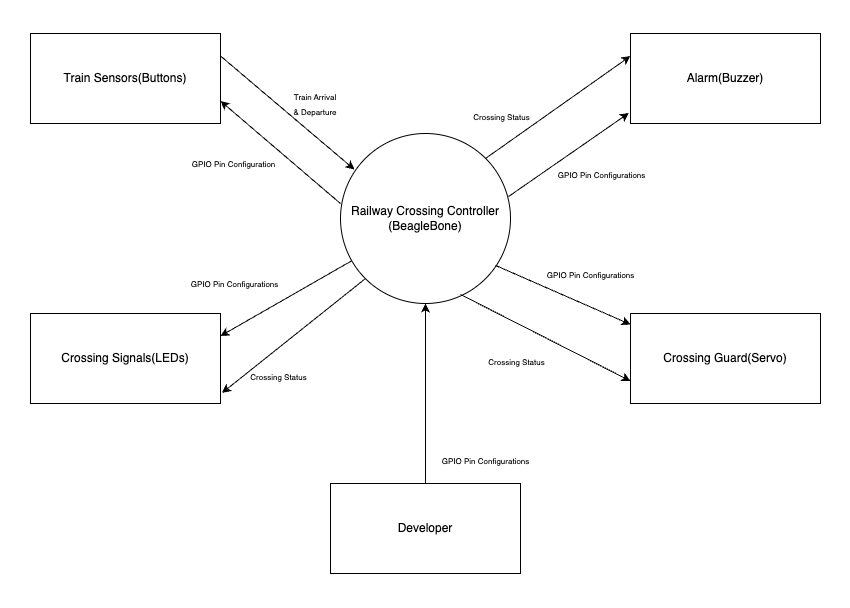 Train Sensors(Buttons)
Alarm(Buzzer)
Train Arrival
& Departure
Crossing Status
GPIO Pin Configuration
GPIO Pin Configurations
Railway Crossing Controller
(BeagleBone)
GPIO Pin Configurations
GPIO Pin Configurations
Crossing Signals(LEDs)
Crossing Guard(Servo)
Crossing Status
Crossing Status
GPIO Pin Configurations
Developer